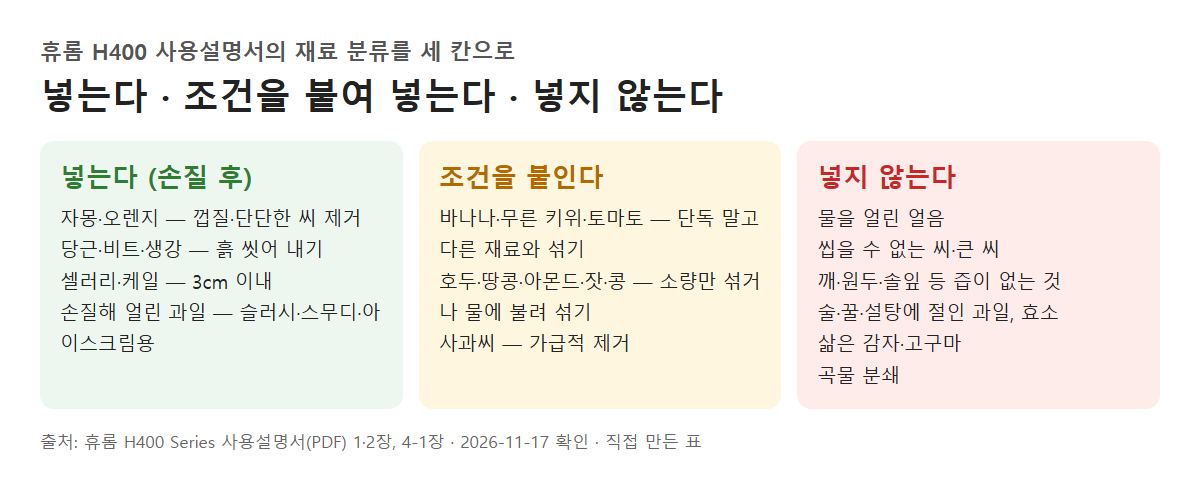 휴롬 H400 사용설명서의 재료 분류를 세 칸으로
넣는다 · 조건을 붙여 넣는다 · 넣지 않는다
넣는다 (손질 후)
자몽·오렌지 — 껍질·단단한 씨 제거
당근·비트·생강 — 흙 씻어 내기
셀러리·케일 — 3cm 이내
손질해 얼린 과일 — 슬러시·스무디·아
이스크림용
조건을 붙인다
바나나·무른 키위·토마토 — 단독 말고
다른 재료와 섞기
호두·땅콩·아몬드·잣·콩 — 소량만 섞거
나 물에 불려 섞기
사과씨 — 가급적 제거
넣지 않는다
물을 얼린 얼음
씹을 수 없는 씨·큰 씨
깨·원두·솔잎 등 즙이 없는 것
술·꿀·설탕에 절인 과일, 효소
삶은 감자·고구마
곡물 분쇄
출처: 휴롬 H400 Series 사용설명서(PDF) 1·2장, 4-1장 · 2026-11-17 확인 · 직접 만든 표